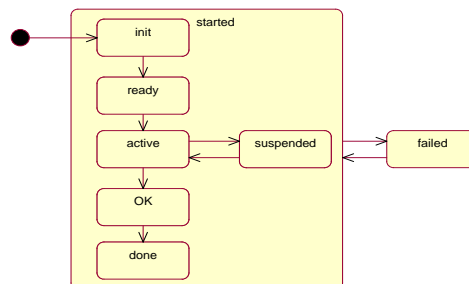 started
init
ready
active
suspended
failed
OK
done